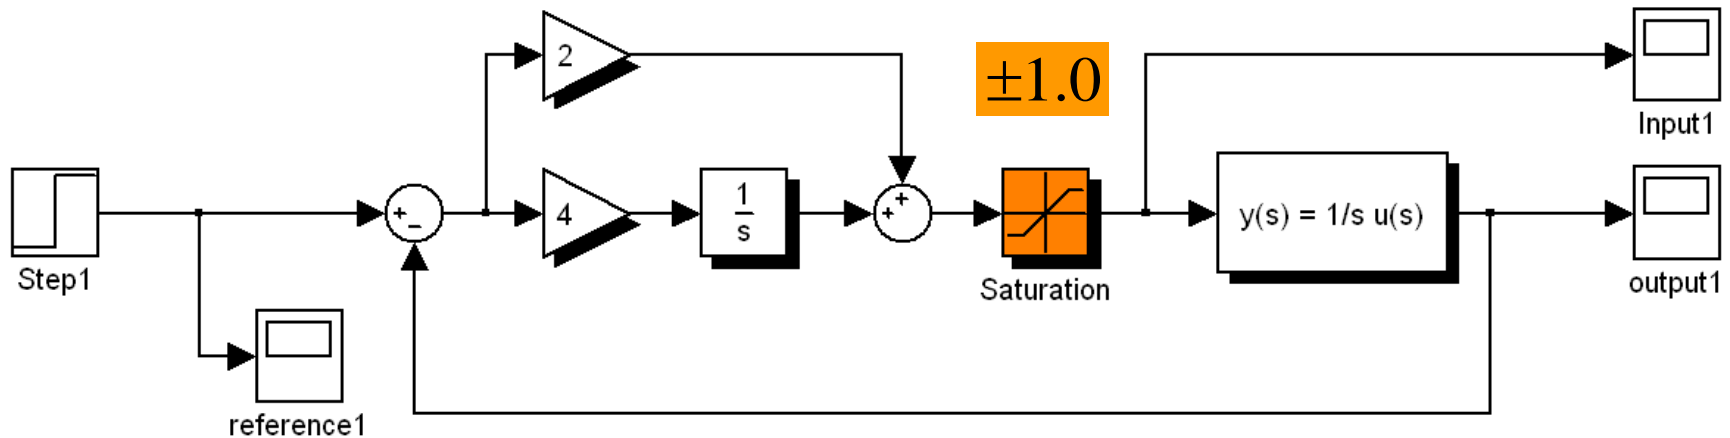 2
±1.0
Input1
Step1
+
−
4
1
s
+
+
Saturation
y(s) = 1/s u(s)
output1
reference1